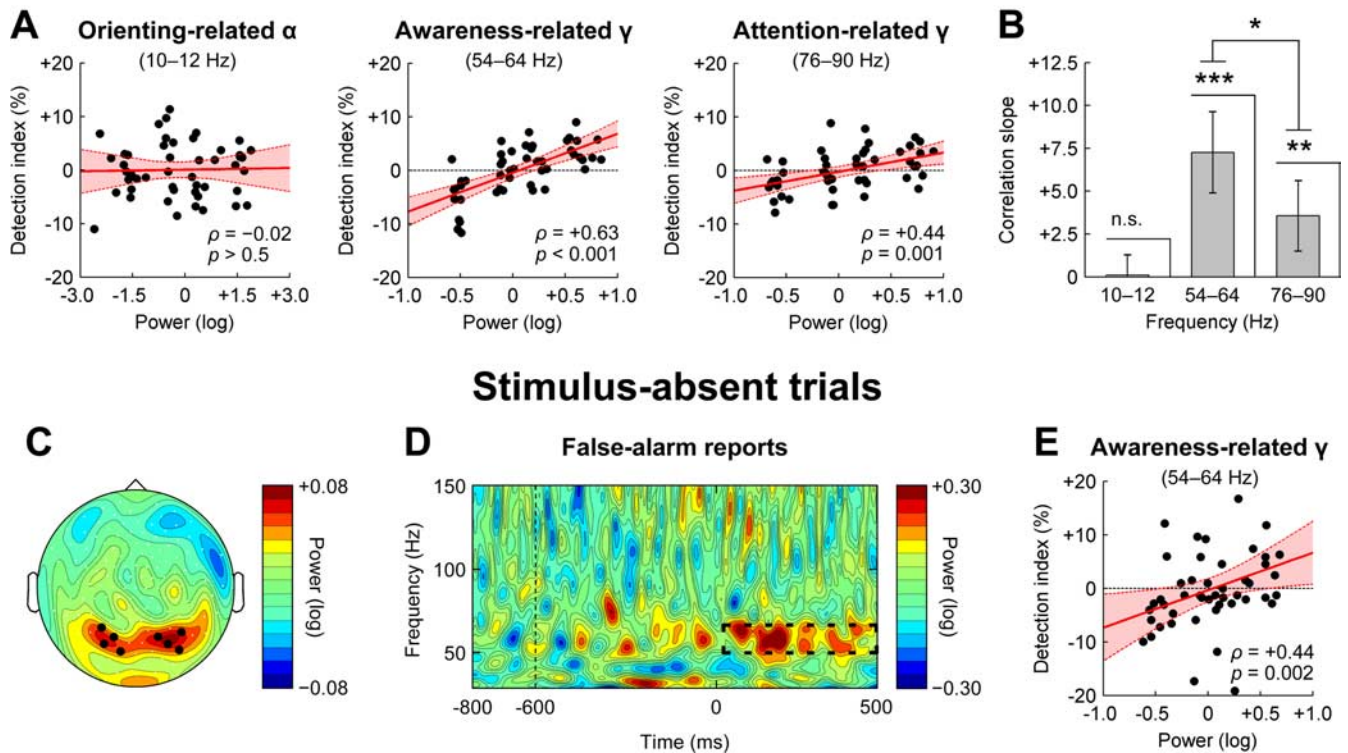 A
Orienting-related α
(10–12 Hz)
+20
+10
0
-10
-20
Detection index (%)
ρ = −0.02
p > 0.5
-3.0 -1.5 0 +1.5 +3.0
Power (log)
Awareness-related γ
(54–64 Hz)
+20
+10
0
-10
-20
Detection index (%)
ρ = +0.63
p < 0.001
-1.0 -0.5 0 +0.5 +1.0
Power (log)
Attention-related γ
(76–90 Hz)
+20
+10
0
-10
-20
Detection index (%)
ρ = +0.44
p = 0.001
-1.0 -0.5 0 +0.5 +1.0
Power (log)
B
*
+12.5
+10.0
+7.5
+5.0
+2.5
0
Correlation slope
n.s.
***
**
10–12 54–64 76–90
Frequency (Hz)
Stimulus-absent trials
C
+0.08
Power (log)
−0.08
D
False-alarm reports
150
100
50
Frequency (Hz)
-800 -600 0 500
Time (ms)
+0.30
Power (log)
−0.30
E
Awareness-related γ
(54–64 Hz)
+20
+10
0
-10
-20
Detection index (%)
ρ = +0.44
p = 0.002
-1.0 -0.5 0 +0.5 +1.0
Power (log)